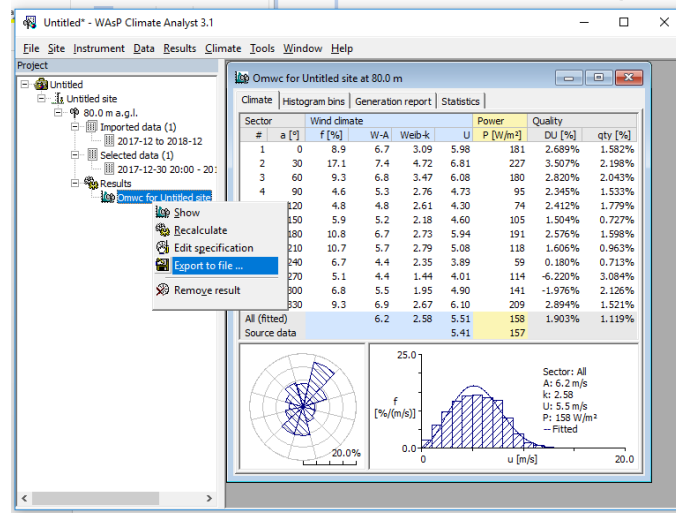 Untitled* - WAsP Climate Analyst 3.1
File Site Instrument Data Results Climate Tools Window Help
Project
Untitled
Untitled site
80.0 m a.g.l.
Imported data (1)
2017-12 to 2018-12
Selected data (1)
2017-12-30 20:00 - 201
Results
Omwc for Untitled site
Show
Recalculate
Edit specification
Export to file ...
Remove result
Omwc for Untitled site at 80.0 m
Climate Histogram bins Generation report Statistics
Sector Wind climate Power Quality
# a [°] f [%] W-A Weib-k U P [W/m²] DU [%] qty [%]
1 0 8.9 6.7 3.09 5.98 181 2.689% 1.582%
2 30 17.1 7.4 4.72 6.81 227 3.507% 2.198%
3 60 9.3 6.8 3.47 6.08 180 2.820% 2.043%
4 90 4.6 5.3 2.76 4.73 95 2.345% 1.533%
120 4.8 4.8 2.61 4.30 74 2.412% 1.779%
150 5.9 5.2 2.18 4.60 105 1.504% 0.727%
180 10.8 6.7 2.73 5.94 191 2.576% 1.598%
210 10.7 5.7 2.79 5.08 118 1.606% 0.963%
240 6.7 4.4 2.35 3.89 59 0.180% 0.713%
270 5.1 4.4 1.44 4.01 114 -6.220% 3.084%
300 6.8 5.5 1.95 4.90 141 -1.976% 2.126%
330 9.3 6.9 2.67 6.10 209 2.894% 1.521%
All (fitted) 6.2 2.58 5.51 158 1.903% 1.119%
Source data 5.41 157
20.0%
25.0
f
[%/(m/s)]
0.0
0 u [m/s] 20.0
Sector: All
A: 6.2 m/s
k: 2.58
U: 5.5 m/s
P: 158 W/m²
-- Fitted